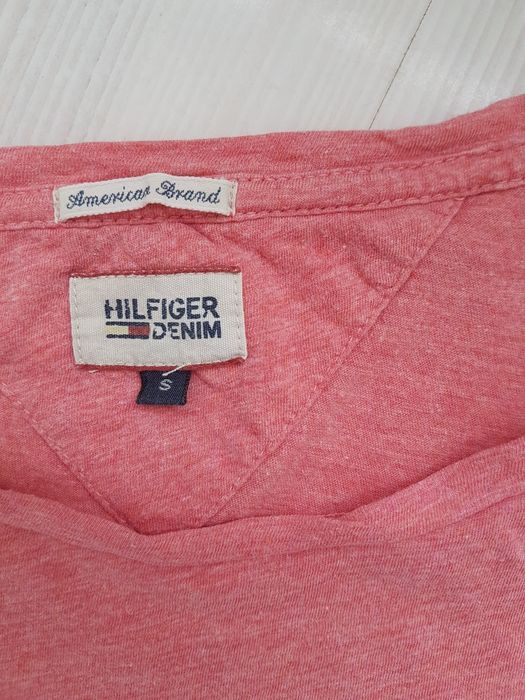 American Brand
HILFIGER
DENIM
S